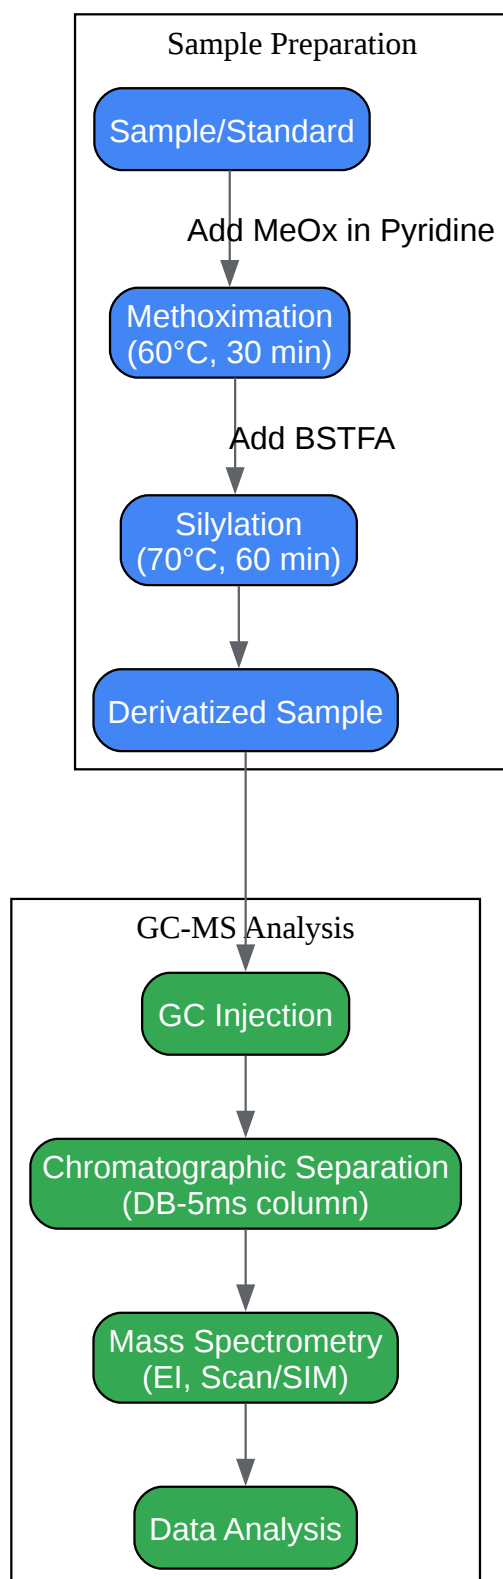 Sample Preparation
Sample/Standard
Add MeOx in Pyridine
Methoximation
(60°C, 30 min)
Add BSTFA
Silylation
(70°C, 60 min)
Derivatized Sample
GC-MS Analysis
GC Injection
Chromatographic Separation
(DB-5ms column)
Mass Spectrometry
(EI, Scan/SIM)
Data Analysis